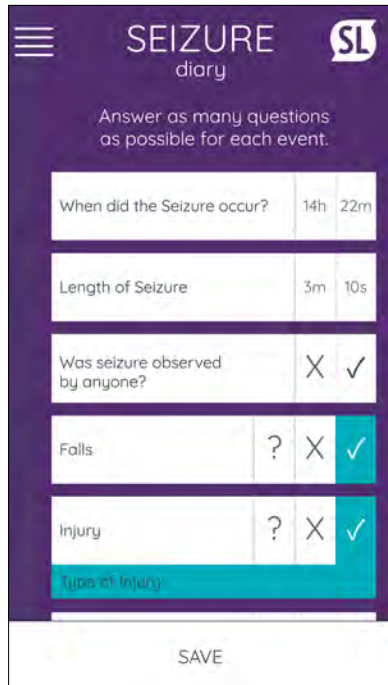 SEIZURE
SL
diary
Answer as many questions
as possible for each event.
When did the Seizure occur? 14h 22m
Length of Seizure 3m 10s
Was seizure observed
by anyone? X ✓
Falls ? X ✓
Injury ? X ✓
Type of Injury
SAVE